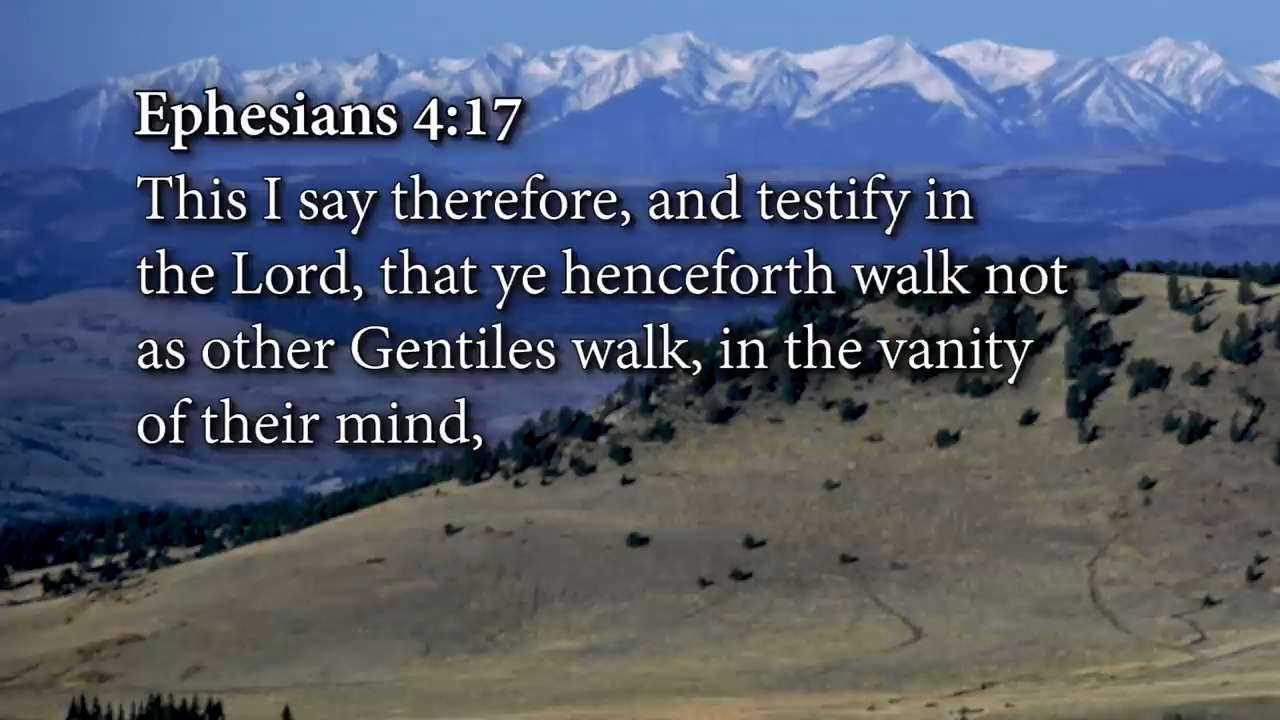 Ephesians 4:17
This I say therefore, and testify in
the Lord, that ye henceforth walk not
as other Gentiles walk, in the vanity
of their mind,